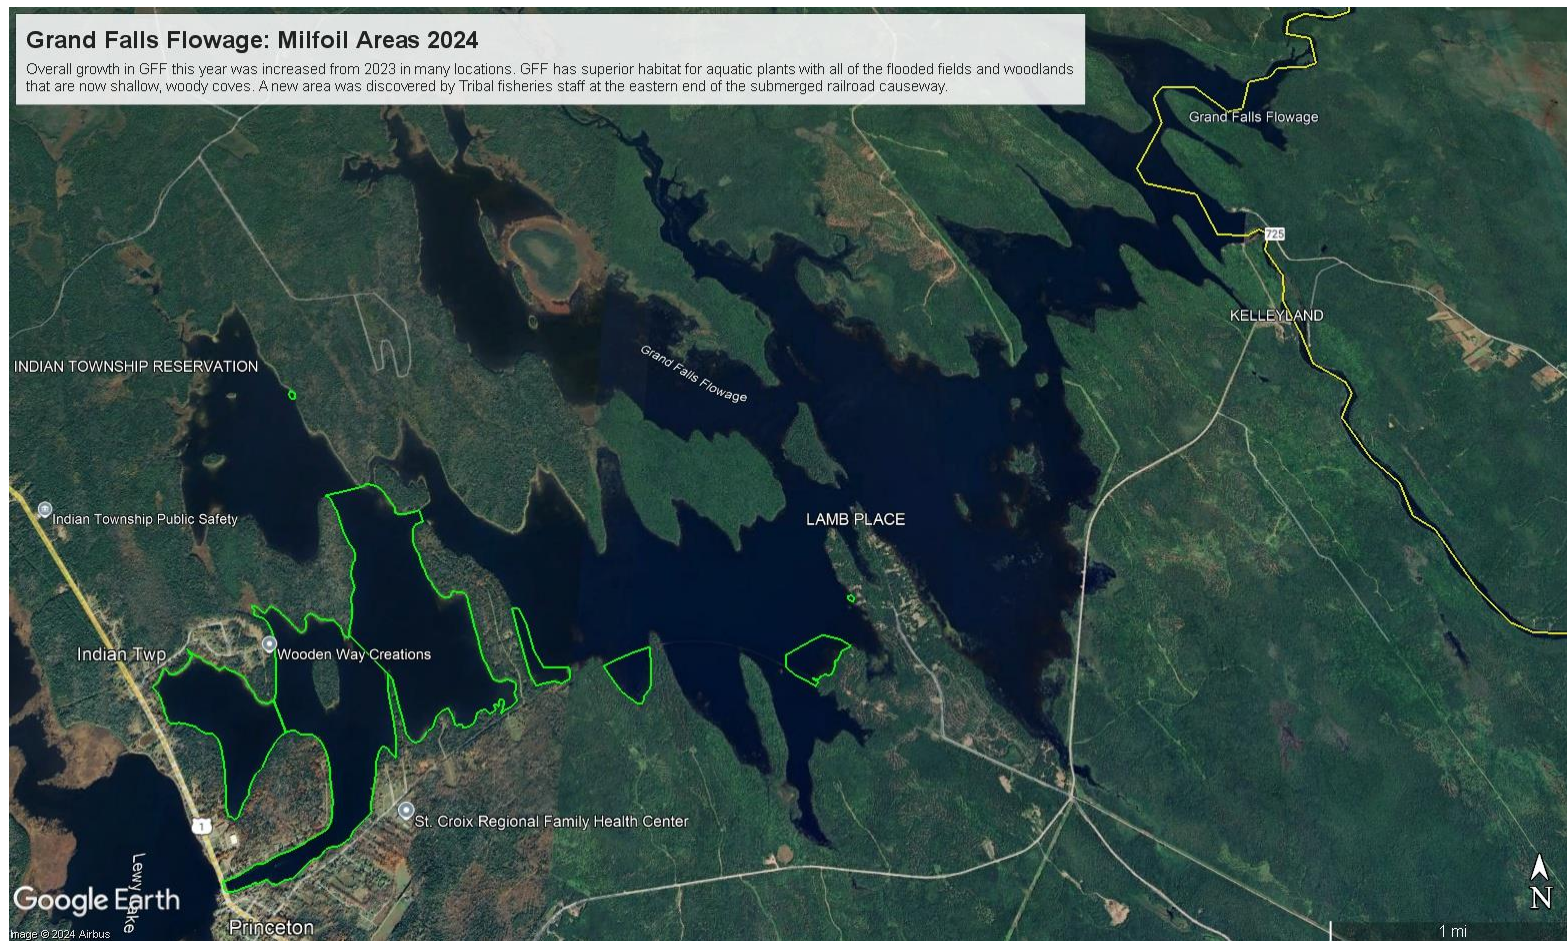 Grand Falls Flowage: Milfoil Areas 2024
Overall growth in GFF this year was increased from 2023 in many locations. GFF has superior habitat for aquatic plants with all of the flooded fields and woodlands
that are now shallow, woody coves. A new area was discovered by Tribal fisheries staff at the eastern end of the submerged railroad causeway.
Grand Falls Flowage
725
KELLEYLAND
Grand Falls Flowage
INDIAN TOWNSHIP RESERVATION
Indian Township Public Safety
LAMB PLACE
Indian Twp
Wooden Way Creations
1
St. Croix Regional Family Health Center
Lewy Lake
Google Earth
N
Princeton
Image © 2024 Airbus
1 mi